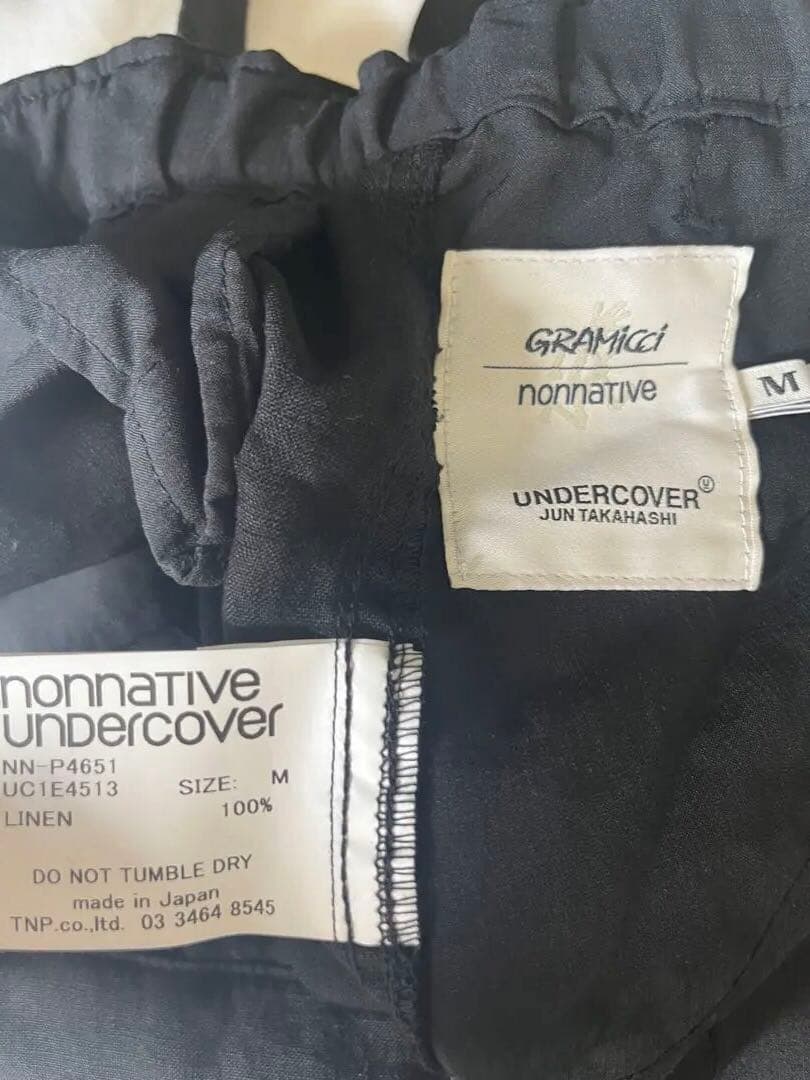 GRAMiCCi
nonnaTIVe
M
UNDERCOVER
JUN TAKAHASHI
nonnaTIVe
unDercover
NN-P4651
UC1E4513 SIZE: M
LINEN 100%
DO NOT TUMBLE DRY
made in Japan
TNP.co.,ltd. 03 3464 8545